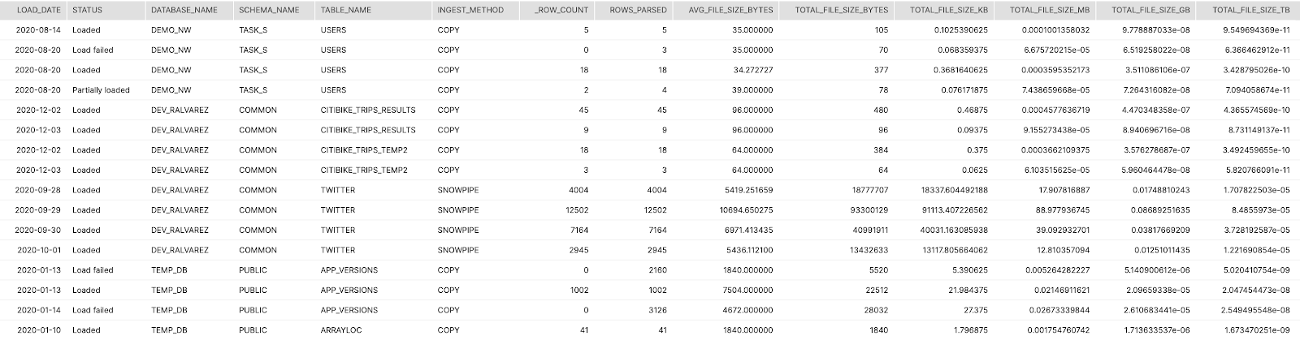 LOAD_DATE STATUS DATABASE_NAME SCHEMA_NAME TABLE_NAME INGEST_METHOD _ROW_COUNT ROWS_PARSED AVG_FILE_SIZE_BYTES TOTAL_FILE_SIZE_BYTES TOTAL_FILE_SIZE_KB TOTAL_FILE_SIZE_MB TOTAL_FILE_SIZE_GB TOTAL_FILE_SIZE_TB
2020-08-14 Loaded DEMO_NW TASK_S USERS COPY 5 5 35.000000 105 0.1025390625 0.0001001358032 9.778887033e-08 9.549694369e-11
2020-08-20 Load failed DEMO_NW TASK_S USERS COPY 0 3 35.000000 70 0.068359375 6.675720215e-05 6.519258022e-08 6.366462912e-11
2020-08-20 Loaded DEMO_NW TASK_S USERS COPY 18 18 34.272727 377 0.3681640625 0.0003595352173 3.511086106e-07 3.428795026e-10
2020-08-20 Partially loaded DEMO_NW TASK_S USERS COPY 2 4 39.000000 78 0.076171875 7.438659668e-05 7.264316082e-08 7.094058674e-11
2020-12-02 Loaded DEV_RALVAREZ COMMON CITIBIKE_TRIPS_RESULTS COPY 45 45 96.000000 480 0.46875 0.0004577636719 4.470348358e-07 4.365574569e-10
2020-12-03 Loaded DEV_RALVAREZ COMMON CITIBIKE_TRIPS_RESULTS COPY 9 9 96.000000 96 0.09375 9.155273438e-05 8.940696716e-08 8.731149137e-11
2020-12-02 Loaded DEV_RALVAREZ COMMON CITIBIKE_TRIPS_TEMP2 COPY 18 18 64.000000 384 0.375 0.0003662109375 3.576278687e-07 3.492459655e-10
2020-12-03 Loaded DEV_RALVAREZ COMMON CITIBIKE_TRIPS_TEMP2 COPY 3 3 64.000000 64 0.0625 6.103515625e-05 5.960464478e-08 5.820766091e-11
2020-09-28 Loaded DEV_RALVAREZ COMMON TWITTER SNOWPIPE 4004 4004 5419.251659 18777707 18337.604492188 17.907816887 0.01748810243 1.707822503e-05
2020-09-29 Loaded DEV_RALVAREZ COMMON TWITTER SNOWPIPE 12502 12502 10694.650275 93300129 91113.407226562 88.977936745 0.08689251635 8.4855973e-05
2020-09-30 Loaded DEV_RALVAREZ COMMON TWITTER SNOWPIPE 7164 7164 6971.413435 40991911 40031.163085938 39.092932701 0.03817669209 3.728192587e-05
2020-10-01 Loaded DEV_RALVAREZ COMMON TWITTER SNOWPIPE 2945 2945 5436.112100 13432633 13117.805664062 12.810357094 0.01251011435 1.221690854e-05
2020-01-13 Load failed TEMP_DB PUBLIC APP_VERSIONS COPY 0 2160 1840.000000 5520 5.390625 0.005264282227 5.140900612e-06 5.020410754e-09
2020-01-13 Loaded TEMP_DB PUBLIC APP_VERSIONS COPY 1002 1002 7504.000000 22512 21.984375 0.02146911621 2.09659338e-05 2.047454473e-08
2020-01-14 Load failed TEMP_DB PUBLIC APP_VERSIONS COPY 0 3126 4672.000000 28032 27.375 0.02673339844 2.610683441e-05 2.549495548e-08
2020-01-10 Loaded TEMP_DB PUBLIC ARRAYLOC COPY 41 41 1840.000000 1840 1.796875 0.001754760742 1.713633537e-06 1.673470251e-09